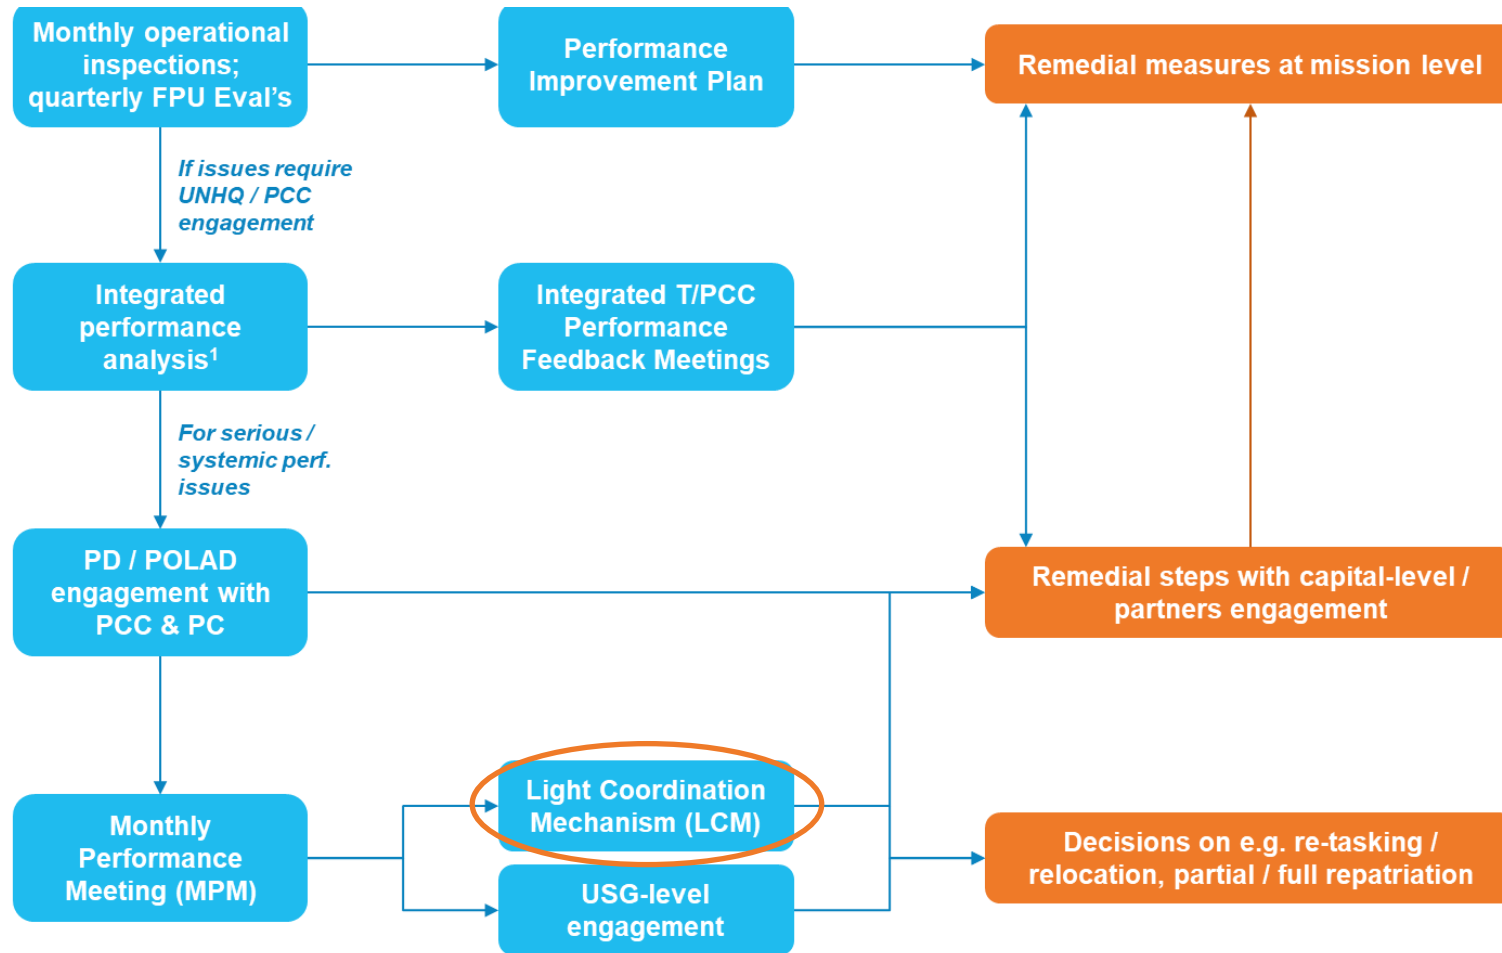 Monthly operational
inspections;
quarterly FPU Eval's
Performance
Improvement Plan
Remedial measures at mission level
If issues require
UNHQ / PCC
engagement
Integrated
performance
analysis¹
Integrated T/PCC
Performance
Feedback Meetings
For serious /
systemic perf.
issues
PD / POLAD
engagement with
PCC & PC
Remedial steps with capital-level /
partners engagement
Monthly
Performance
Meeting (MPM)
Light Coordination
Mechanism (LCM)
USG-level
engagement
Decisions on e.g. re-tasking /
relocation, partial / full repatriation